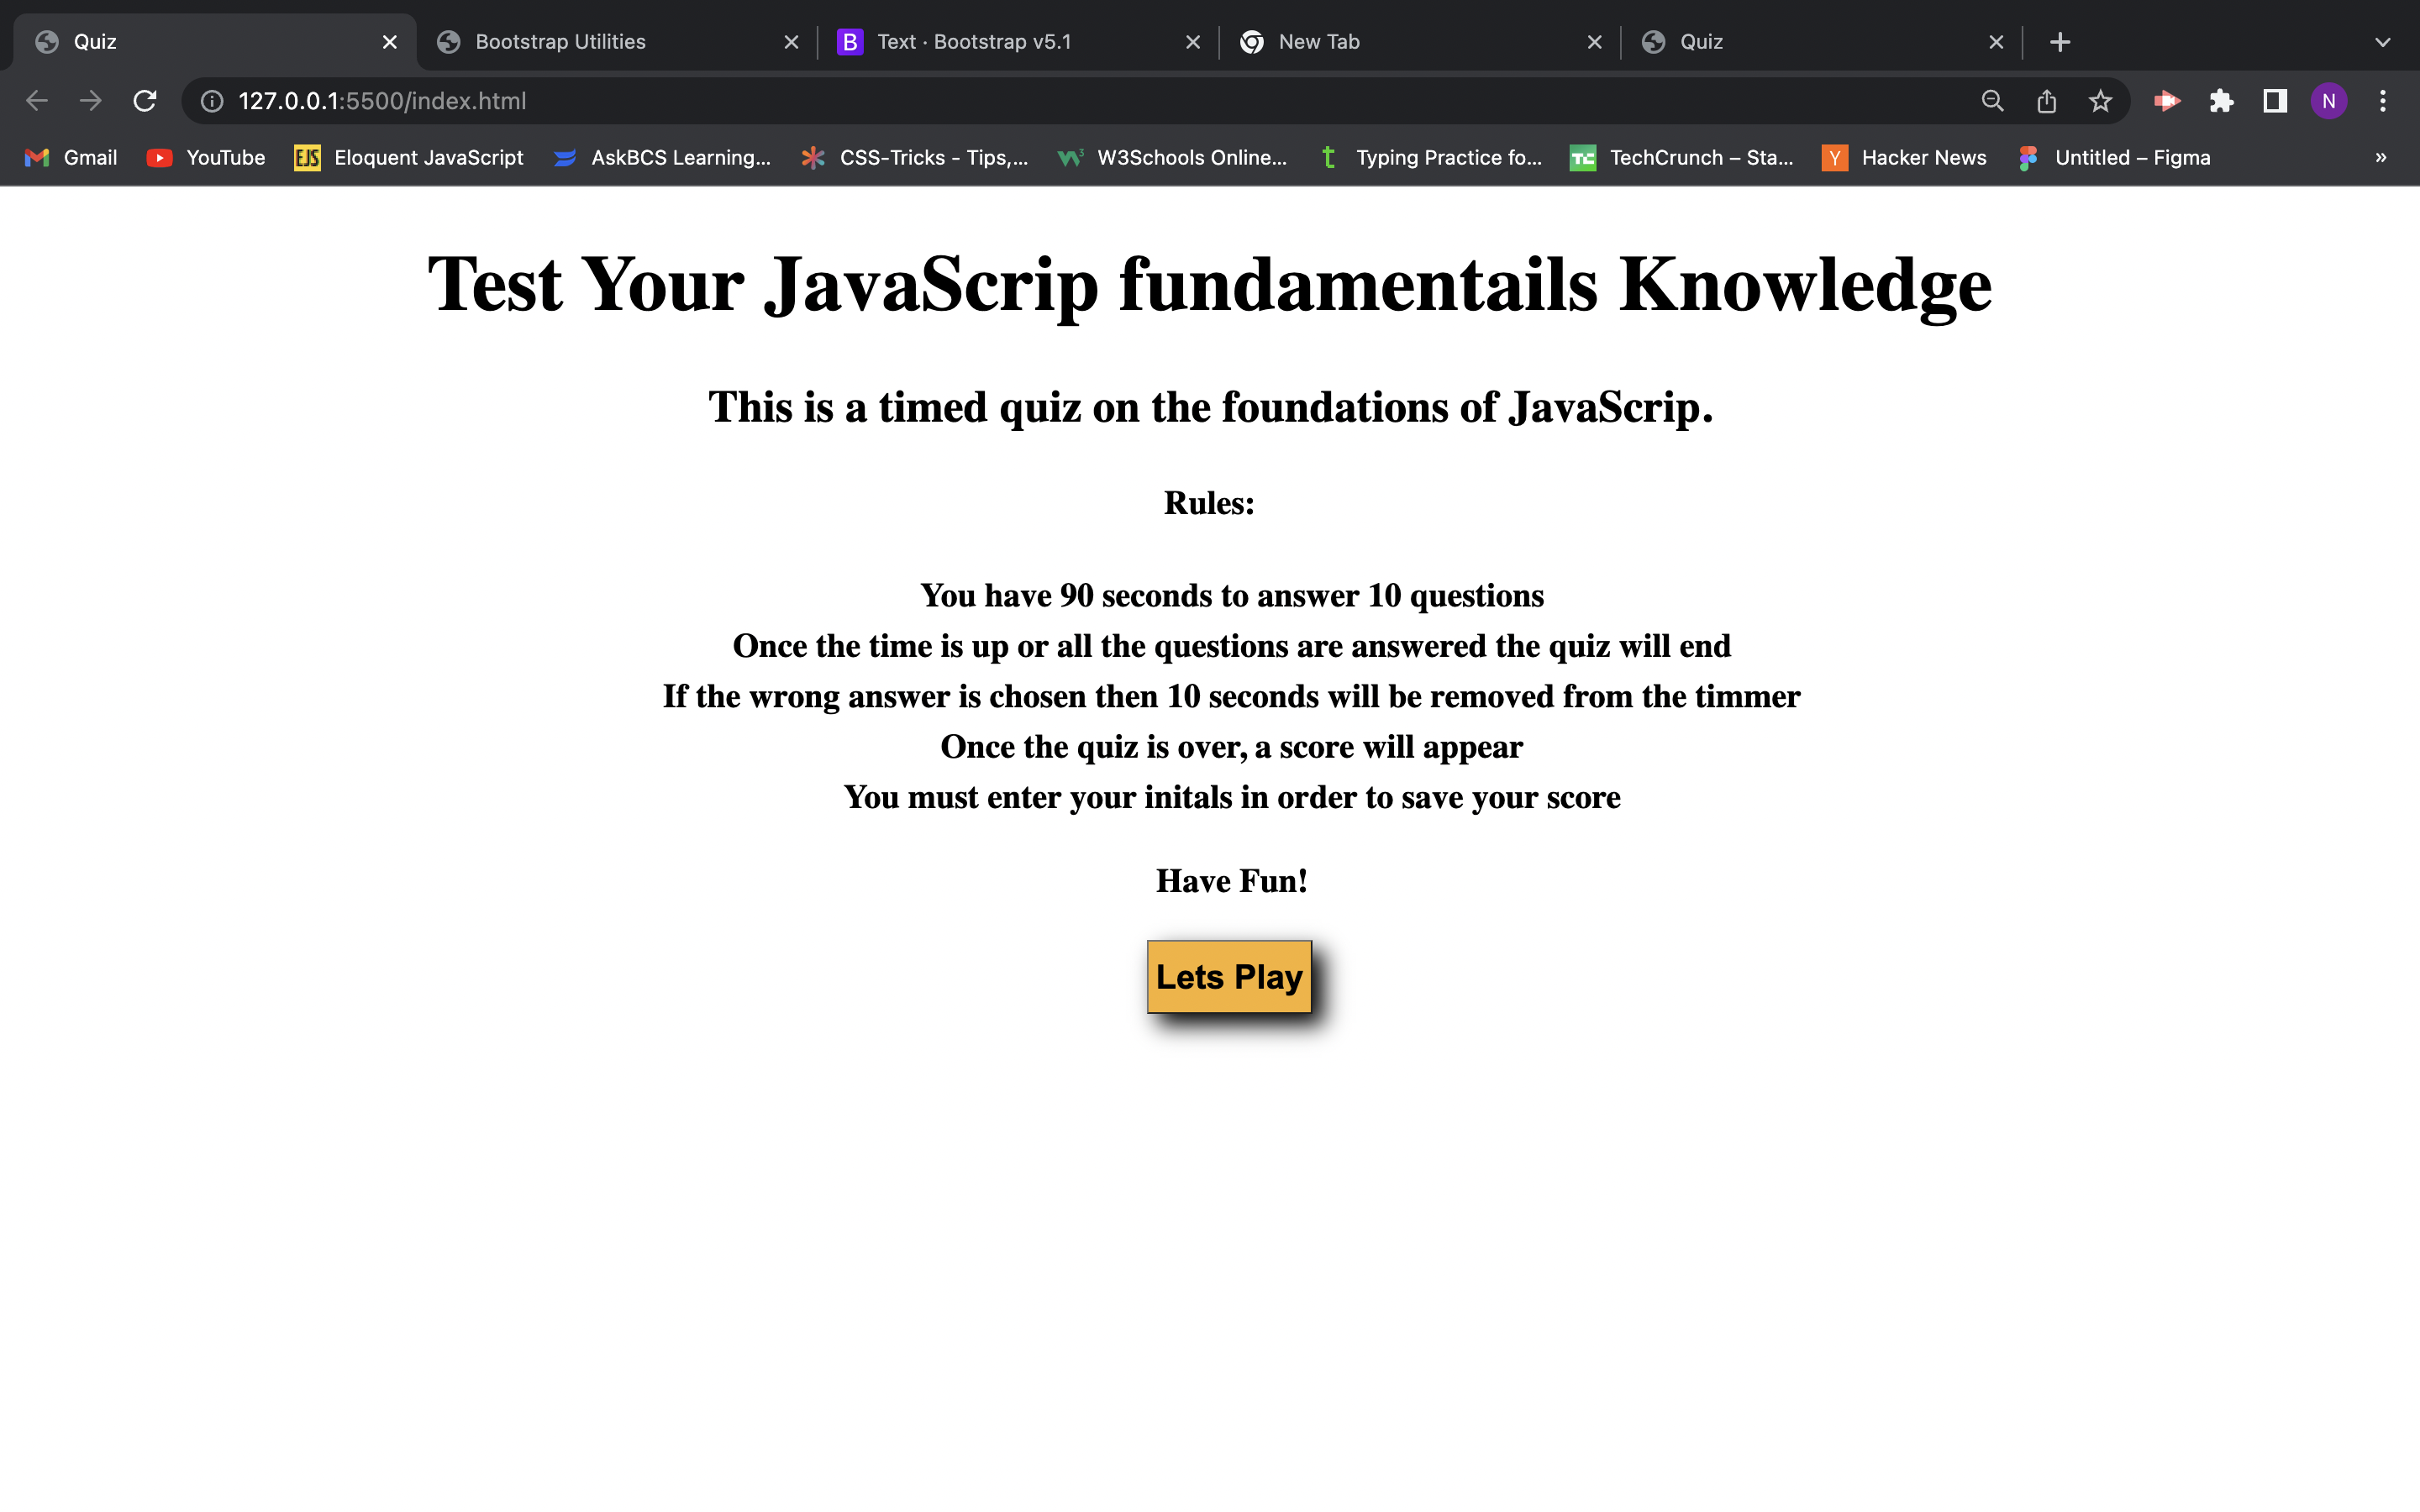 Quiz
Bootstrap Utilities
B Text · Bootstrap v5.1
New Tab
Quiz
127.0.0.1:5500/index.html
N
Gmail
YouTube
EJS Eloquent JavaScript
AskBCS Learning...
CSS-Tricks - Tips,...
W3Schools Online...
t Typing Practice fo...
TC TechCrunch – Sta...
Y Hacker News
Untitled – Figma
»
Test Your JavaScrip fundamentails Knowledge
This is a timed quiz on the foundations of JavaScrip.
Rules:
You have 90 seconds to answer 10 questions
Once the time is up or all the questions are answered the quiz will end
If the wrong answer is chosen then 10 seconds will be removed from the timmer
Once the quiz is over, a score will appear
You must enter your initals in order to save your score
Have Fun!
Lets Play